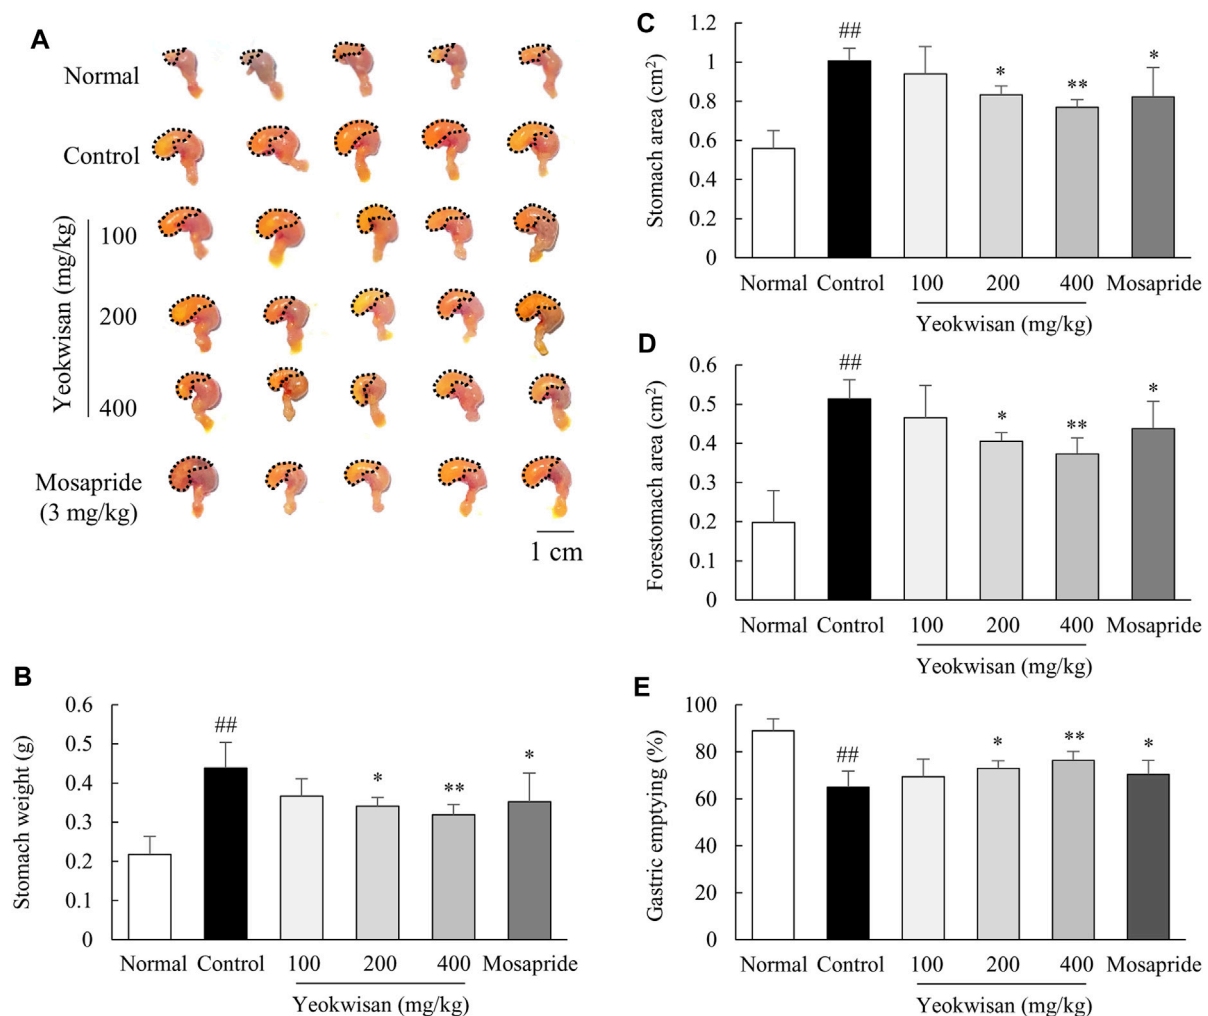 A
Normal
Control
Yeokwisan (mg/kg)
100
200
400
Mosapride
(3 mg/kg)
1 cm
B
Stomach weight (g)
0.6
0.5
0.4
0.3
0.2
0.1
0
##
*
**
*
Normal Control 100 200 400 Mosapride
Yeokwisan (mg/kg)
C
Stomach area (cm²)
1.2
1
0.8
0.6
0.4
0.2
0
##
*
**
*
Normal Control 100 200 400 Mosapride
Yeokwisan (mg/kg)
D
Forestomach area (cm²)
0.6
0.5
0.4
0.3
0.2
0.1
0
##
*
**
*
Normal Control 100 200 400 Mosapride
Yeokwisan (mg/kg)
E
Gastric emptying (%)
100
80
60
40
20
0
##
*
**
*
Normal Control 100 200 400 Mosapride
Yeokwisan (mg/kg)